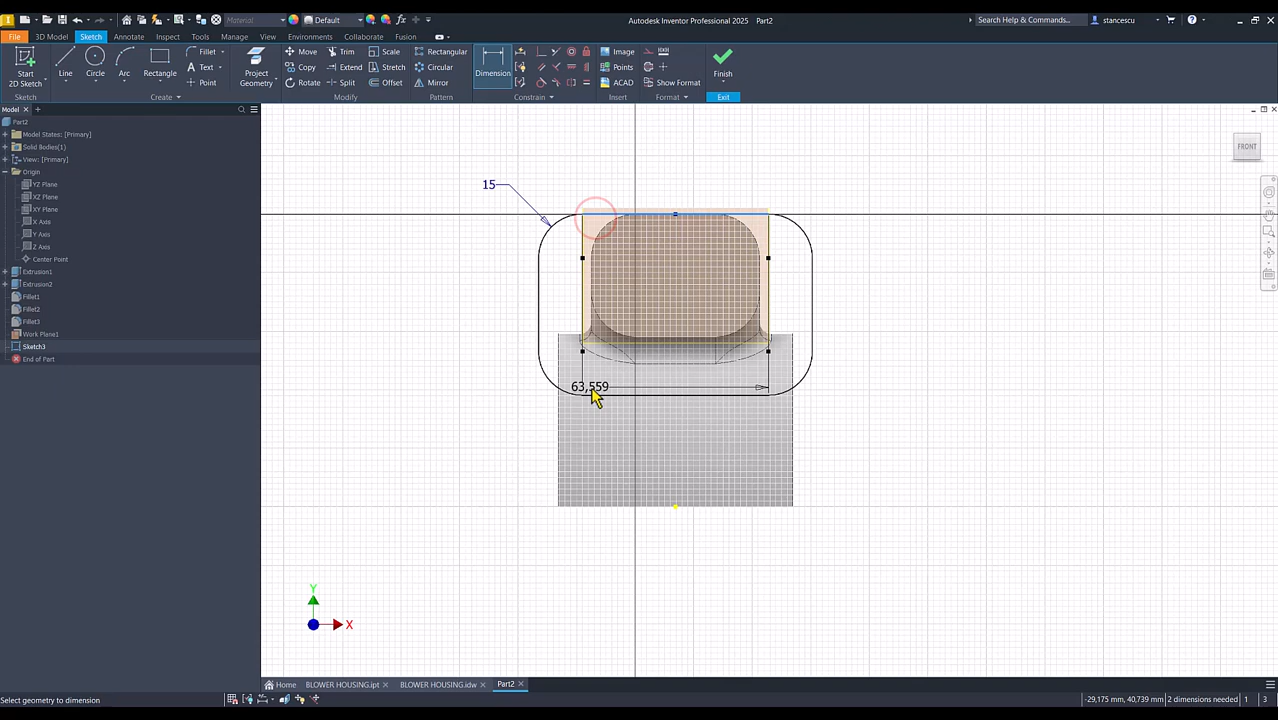 Material
Default
Autodesk Inventor Professional 2025 Part2
Search Help & Commands...
stancescu
File
3D Model
Sketch
Annotate
Inspect
Tools
Manage
View
Environments
Collaborate
Fusion
Start
2D Sketch
Line
Circle
Arc
Rectangle
Fillet
Text
Point
Project
Geometry
Move
Copy
Rotate
Trim
Extend
Split
Scale
Stretch
Offset
Rectangular
Circular
Mirror
Dimension
Image
Points
ACAD
Show Format
Finish
Sketch
Create
Modify
Pattern
Constrain
Insert
Format
Exit
Model
Part2
Model States: [Primary]
Solid Bodies(1)
View: [Primary]
Origin
YZ Plane
XZ Plane
XY Plane
X Axis
Y Axis
Z Axis
Center Point
Extrusion1
Extrusion2
Fillet1
Fillet2
Fillet3
Work Plane1
Sketch3
End of Part
FRONT
15
63,559
Y
X
Home
BLOWER HOUSING.ipt
BLOWER HOUSING.idw
Part2
Select geometry to dimension
-29,175 mm, 40,739 mm
2 dimensions needed
1
3